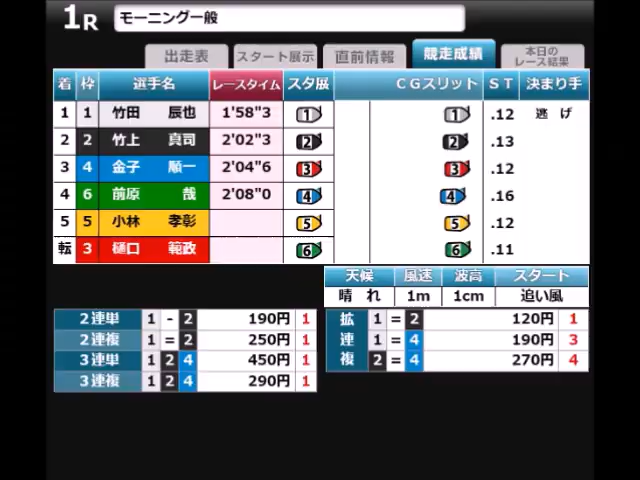 1R モーニング一般
出走表 スタート展示 直前情報 競走成績 本日のレース結果
着 枠 選手名 レースタイム スタ展 CGスリット ST 決まり手
1 1 竹田 辰也 1'58"3 1 1 .12 逃 げ
2 2 竹上 真司 2'02"3 2 2 .13
3 4 金子 順一 2'04"6 3 3 .12
4 6 前原 哉 2'08"0 4 4 .16
5 5 小林 孝彰 5 5 .12
転 3 樋口 範政 6 6 .11
天候 風速 波高 スタート
晴 れ 1m 1cm 追い風
2連単 1 - 2 190円 1
2連複 1 = 2 250円 1
3連単 1 2 4 450円 1
3連複 1 2 4 290円 1
拡 1 = 2 120円 1
連 1 = 4 190円 3
複 2 = 4 270円 4